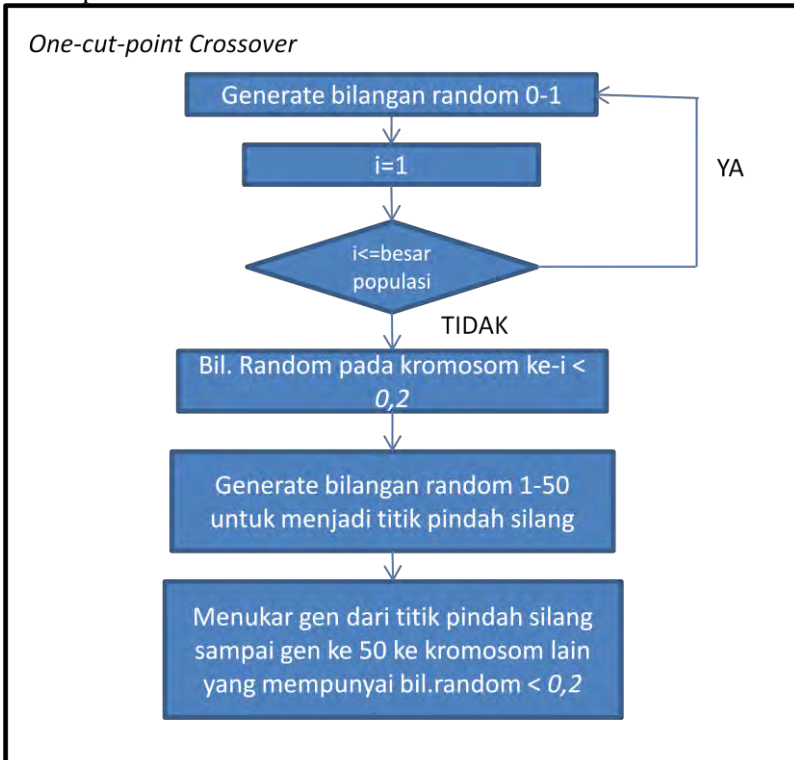 One-cut-point Crossover
Generate bilangan random 0-1
i=1
YA
i<=besar
populasi
TIDAK
Bil. Random pada kromosom ke-i <
0,2
Generate bilangan random 1-50
untuk menjadi titik pindah silang
Menukar gen dari titik pindah silang
sampai gen ke 50 ke kromosom lain
yang mempunyai bil.random < 0,2